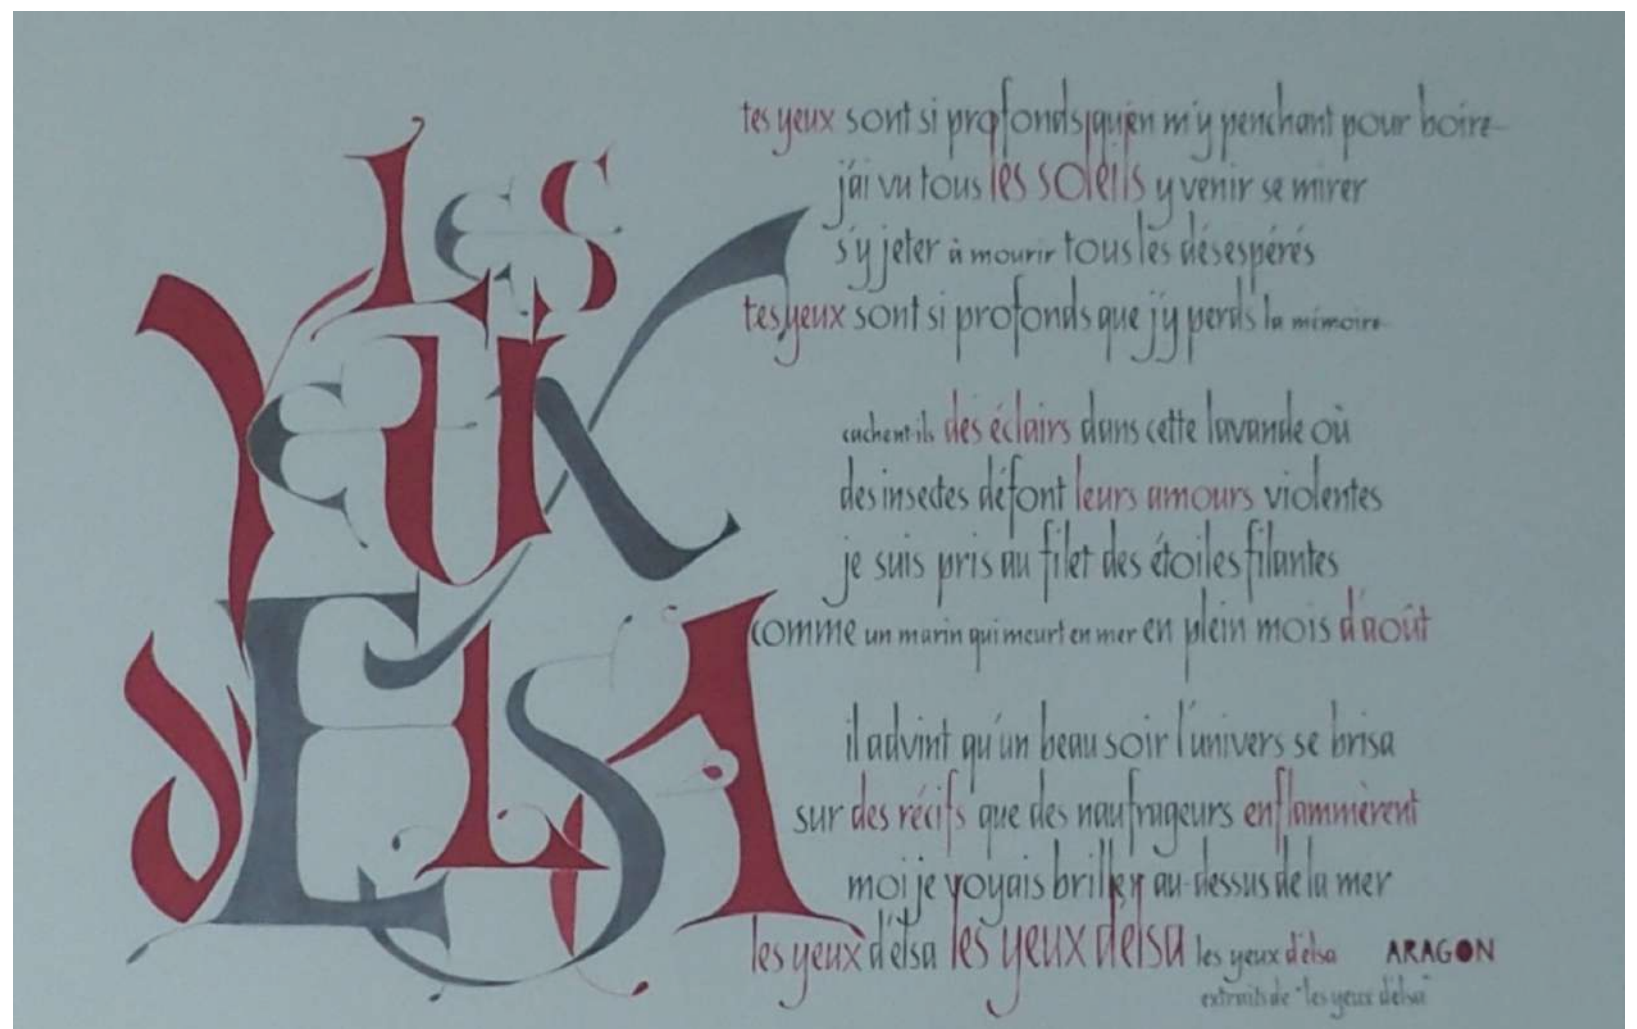 LES
YEUX
d'ELSA
tes yeux sont si profonds qu'en m'y penchant pour boire
j'ai vu tous les soleils y venir se mirer
s'y jeter à mourir tous les désespérés
tes yeux sont si profonds que j'y perds la mémoire
cachent-ils des éclairs dans cette lavande où
des insectes défont leurs amours violentes
je suis pris au filet des étoiles filantes
comme un marin qui meurt en mer en plein mois d'août
il advint qu'un beau soir l'univers se brisa
sur des récifs que des naufrageurs enflammèrent
moi je voyais briller au-dessus de la mer
les yeux d'elsa les yeux d'elsa les yeux d'elsa ARAGON
extraits de "les yeux d'elsa"